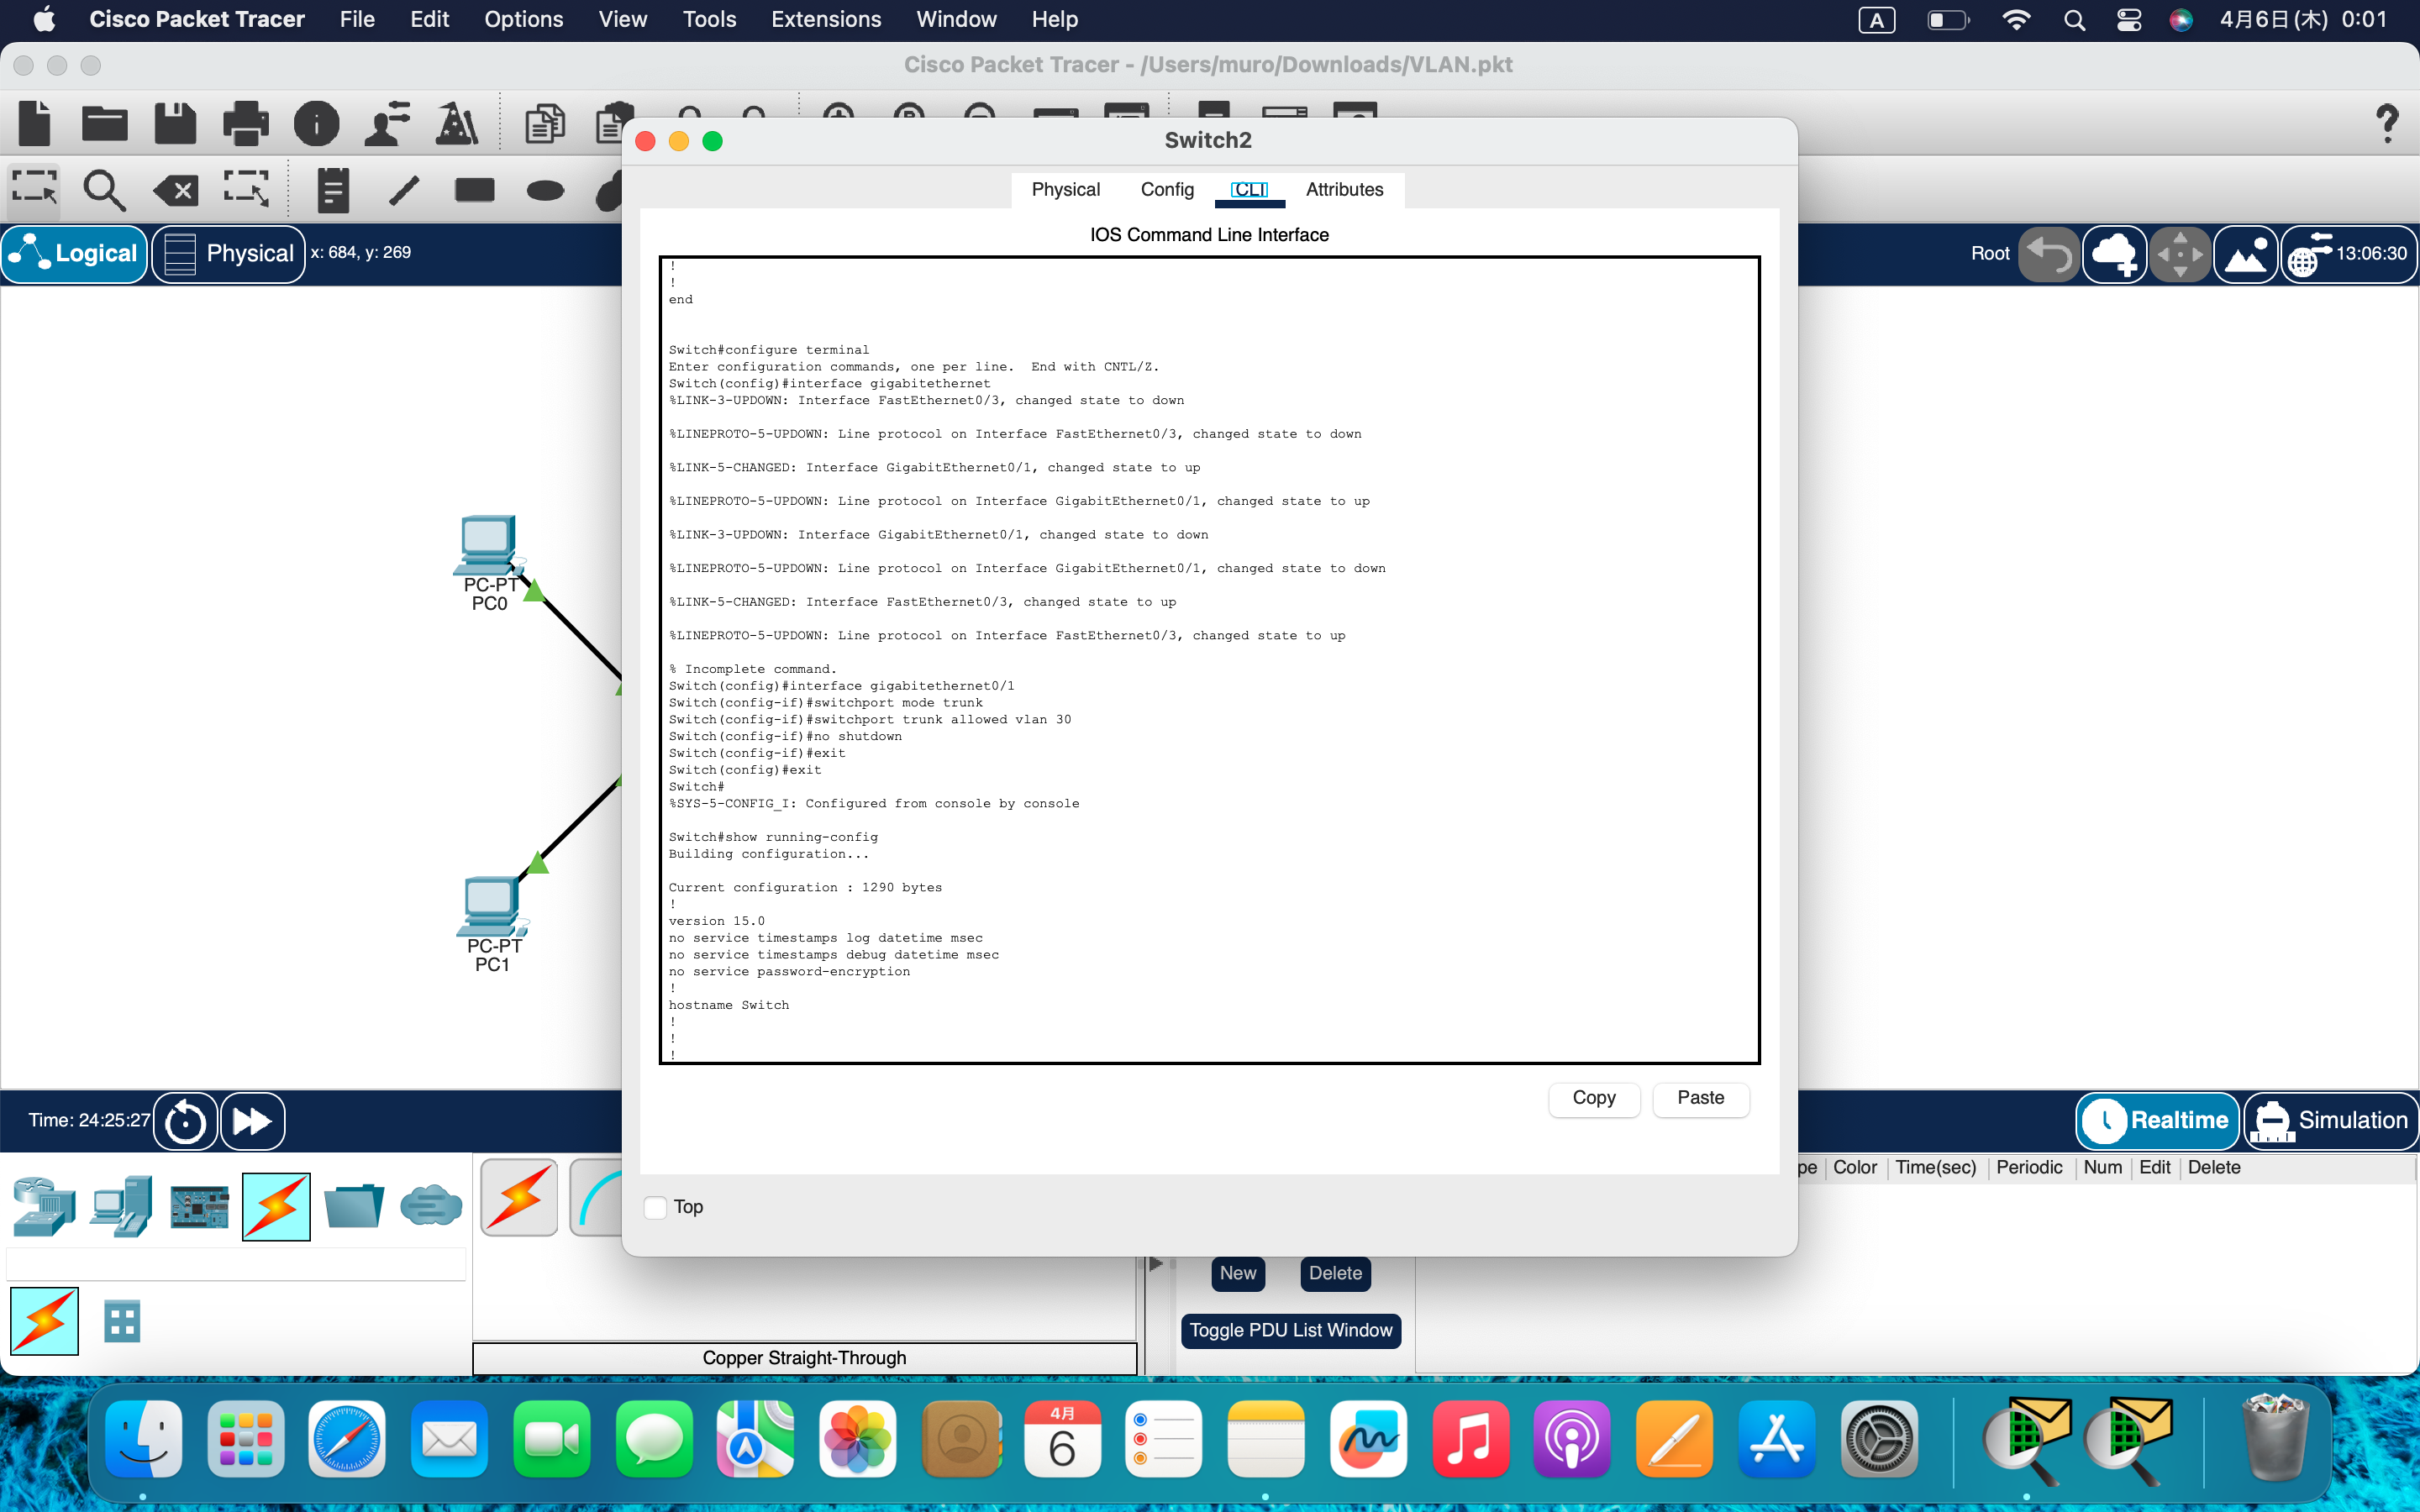 Cisco Packet Tracer File Edit Options View Tools Extensions Window Help A 4月6日(木) 0:01
Cisco Packet Tracer - /Users/muro/Downloads/VLAN.pkt
Switch2
Physical Config CLI Attributes
Logical Physical x: 684, y: 269
Root 13:06:30
IOS Command Line Interface
!
!
end
Switch#configure terminal
Enter configuration commands, one per line.  End with CNTL/Z.
Switch(config)#interface gigabitethernet
%LINK-3-UPDOWN: Interface FastEthernet0/3, changed state to down
%LINEPROTO-5-UPDOWN: Line protocol on Interface FastEthernet0/3, changed state to down
%LINK-5-CHANGED: Interface GigabitEthernet0/1, changed state to up
%LINEPROTO-5-UPDOWN: Line protocol on Interface GigabitEthernet0/1, changed state to up
%LINK-3-UPDOWN: Interface GigabitEthernet0/1, changed state to down
%LINEPROTO-5-UPDOWN: Line protocol on Interface GigabitEthernet0/1, changed state to down
%LINK-5-CHANGED: Interface FastEthernet0/3, changed state to up
%LINEPROTO-5-UPDOWN: Line protocol on Interface FastEthernet0/3, changed state to up
% Incomplete command.
Switch(config)#interface gigabitethernet0/1
Switch(config-if)#switchport mode trunk
Switch(config-if)#switchport trunk allowed vlan 30
Switch(config-if)#no shutdown
Switch(config-if)#exit
Switch(config)#exit
Switch#
%SYS-5-CONFIG_I: Configured from console by console
Switch#show running-config
Building configuration...
Current configuration : 1290 bytes
!
version 15.0
no service timestamps log datetime msec
no service timestamps debug datetime msec
no service password-encryption
!
hostname Switch
!
!
!
PC-PT
PC0
PC-PT
PC1
Copy Paste
Top
Time: 24:25:27
Realtime Simulation
pe Color Time(sec) Periodic Num Edit Delete
New Delete
Toggle PDU List Window
Copper Straight-Through
4月
6